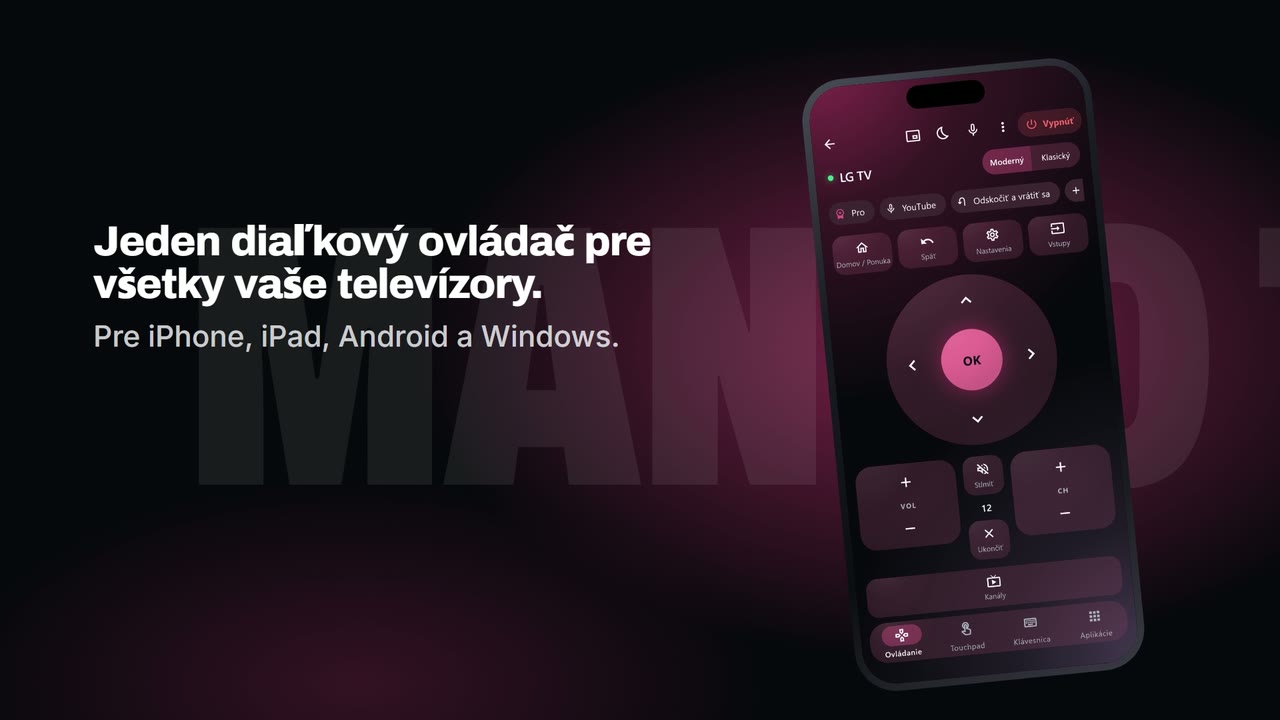 Jeden diaľkový ovládač pre
všetky vaše televízory.
Pre iPhone, iPad, Android a Windows.
MAN
Vypnúť
LG TV
Moderný Klasický
Pro YouTube Odskočiť a vrátiť sa +
Domov / Ponuka Späť Nastavenia Vstupy
OK
+ Stlmiť +
VOL 12 CH
− Ukončiť −
Kanály
Ovládanie Touchpad Klávesnica Aplikácie